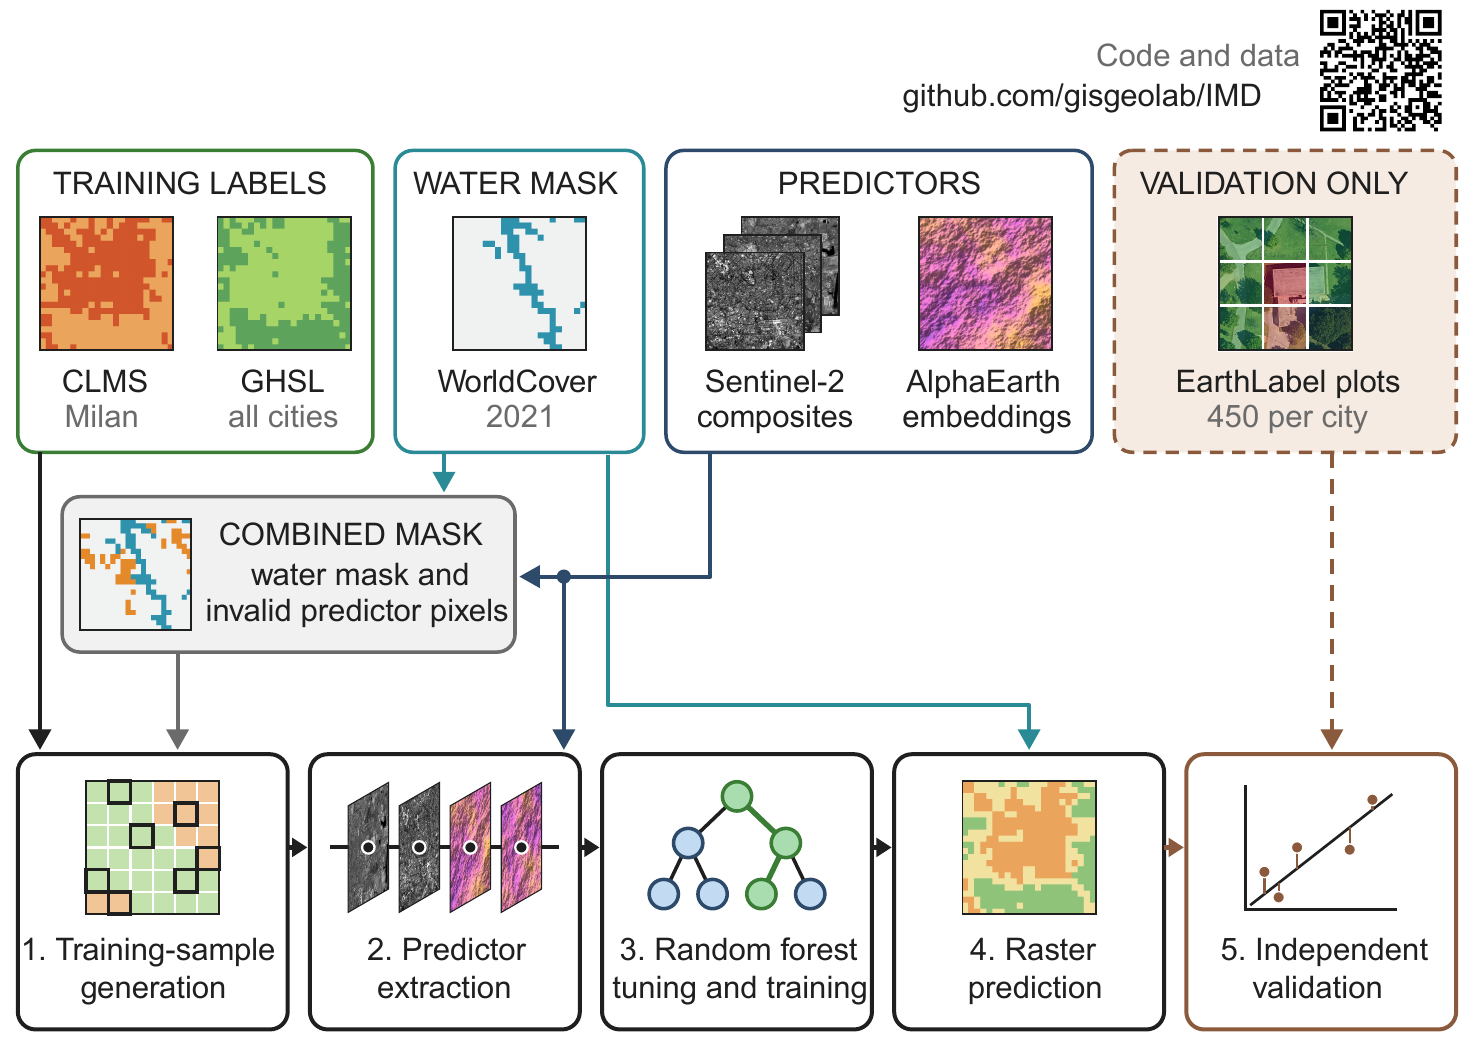 Code and data
github.com/gisgeolab/IMD
TRAINING LABELS
CLMS
Milan
GHSL
all cities
WATER MASK
WorldCover
2021
PREDICTORS
Sentinel-2
composites
AlphaEarth
embeddings
VALIDATION ONLY
EarthLabel plots
450 per city
COMBINED MASK
water mask and
invalid predictor pixels
1. Training-sample
generation
2. Predictor
extraction
3. Random forest
tuning and training
4. Raster
prediction
5. Independent
validation